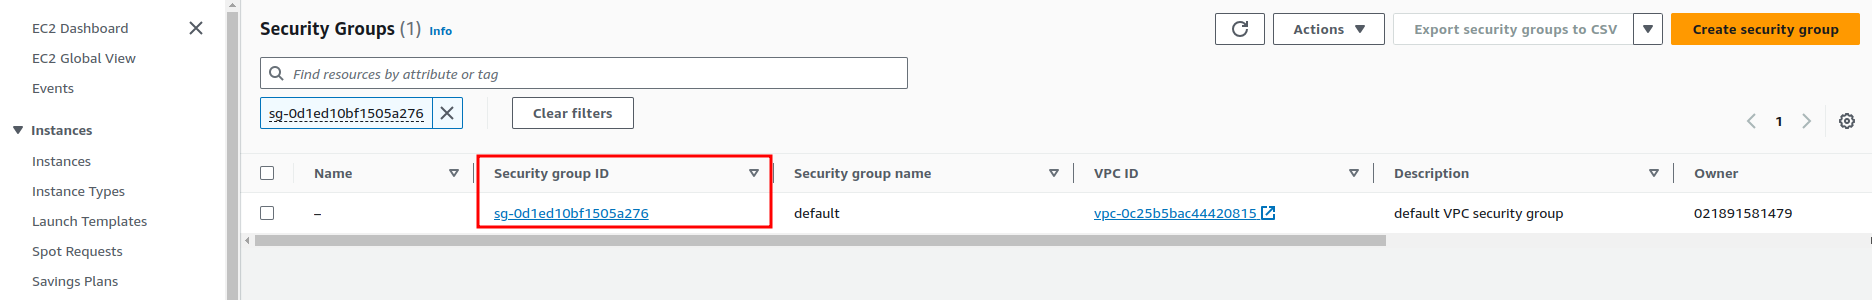 EC2 Dashboard
EC2 Global View
Events
Instances
Instances
Instance Types
Launch Templates
Spot Requests
Savings Plans
Security Groups (1) Info
Actions
Export security groups to CSV
Create security group
Find resources by attribute or tag
sg-0d1ed10bf1505a276
Clear filters
1
Name Security group ID Security group name VPC ID Description Owner
– sg-0d1ed10bf1505a276 default vpc-0c25b5bac44420815 default VPC security group 021891581479